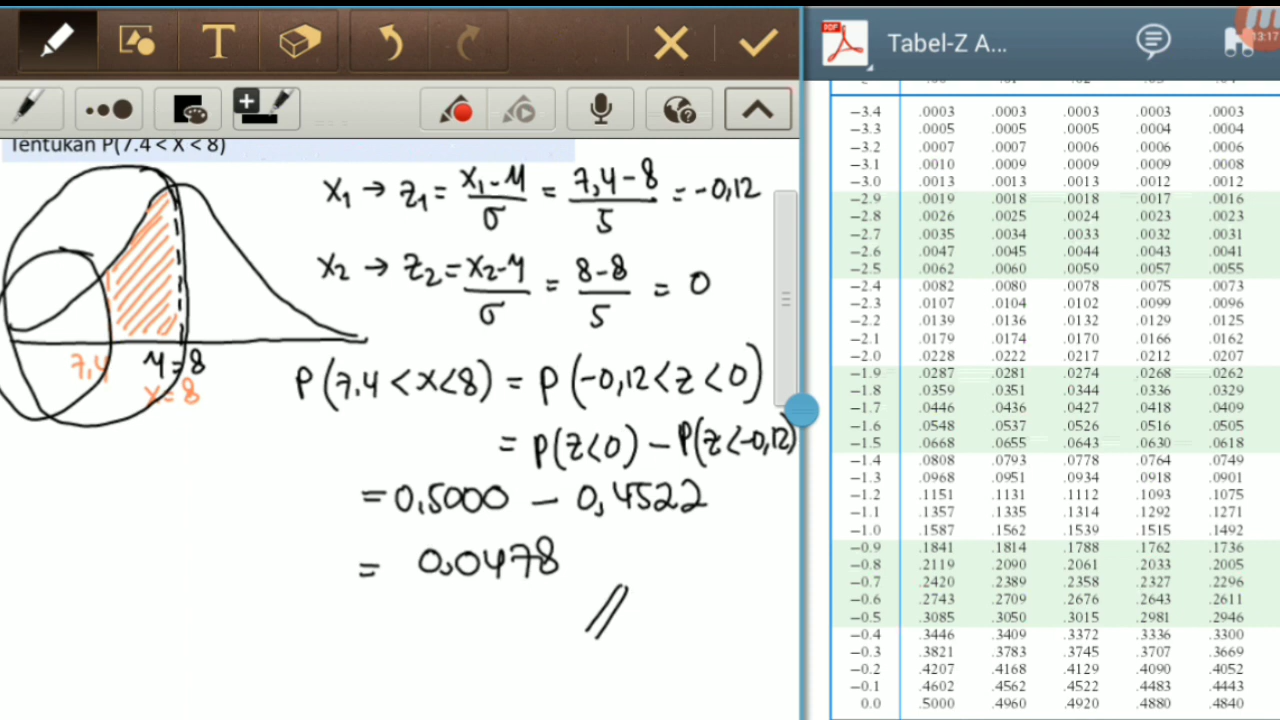 T
Tentukan P(7.4 < X < 8)
x₁ → z₁ = x₁-μ / σ = 7,4-8 / 5 = -0,12
x₂ → z₂ = x₂-μ / σ = 8-8 / 5 = 0
7,4
μ=8
x=8
P(7,4<x<8) = P(-0,12<z<0)
= P(z<0) - P(z<-0,12)
= 0,5000 - 0,4522
= 0,0478
PDF
Tabel-Z A...
13:17
−3.4 .0003 .0003 .0003 .0003 .0003
−3.3 .0005 .0005 .0005 .0004 .0004
−3.2 .0007 .0007 .0006 .0006 .0006
−3.1 .0010 .0009 .0009 .0009 .0008
−3.0 .0013 .0013 .0013 .0012 .0012
−2.9 .0019 .0018 .0018 .0017 .0016
−2.8 .0026 .0025 .0024 .0023 .0023
−2.7 .0035 .0034 .0033 .0032 .0031
−2.6 .0047 .0045 .0044 .0043 .0041
−2.5 .0062 .0060 .0059 .0057 .0055
−2.4 .0082 .0080 .0078 .0075 .0073
−2.3 .0107 .0104 .0102 .0099 .0096
−2.2 .0139 .0136 .0132 .0129 .0125
−2.1 .0179 .0174 .0170 .0166 .0162
−2.0 .0228 .0222 .0217 .0212 .0207
−1.9 .0287 .0281 .0274 .0268 .0262
−1.8 .0359 .0351 .0344 .0336 .0329
−1.7 .0446 .0436 .0427 .0418 .0409
−1.6 .0548 .0537 .0526 .0516 .0505
−1.5 .0668 .0655 .0643 .0630 .0618
−1.4 .0808 .0793 .0778 .0764 .0749
−1.3 .0968 .0951 .0934 .0918 .0901
−1.2 .1151 .1131 .1112 .1093 .1075
−1.1 .1357 .1335 .1314 .1292 .1271
−1.0 .1587 .1562 .1539 .1515 .1492
−0.9 .1841 .1814 .1788 .1762 .1736
−0.8 .2119 .2090 .2061 .2033 .2005
−0.7 .2420 .2389 .2358 .2327 .2296
−0.6 .2743 .2709 .2676 .2643 .2611
−0.5 .3085 .3050 .3015 .2981 .2946
−0.4 .3446 .3409 .3372 .3336 .3300
−0.3 .3821 .3783 .3745 .3707 .3669
−0.2 .4207 .4168 .4129 .4090 .4052
−0.1 .4602 .4562 .4522 .4483 .4443
0.0 .5000 .4960 .4920 .4880 .4840